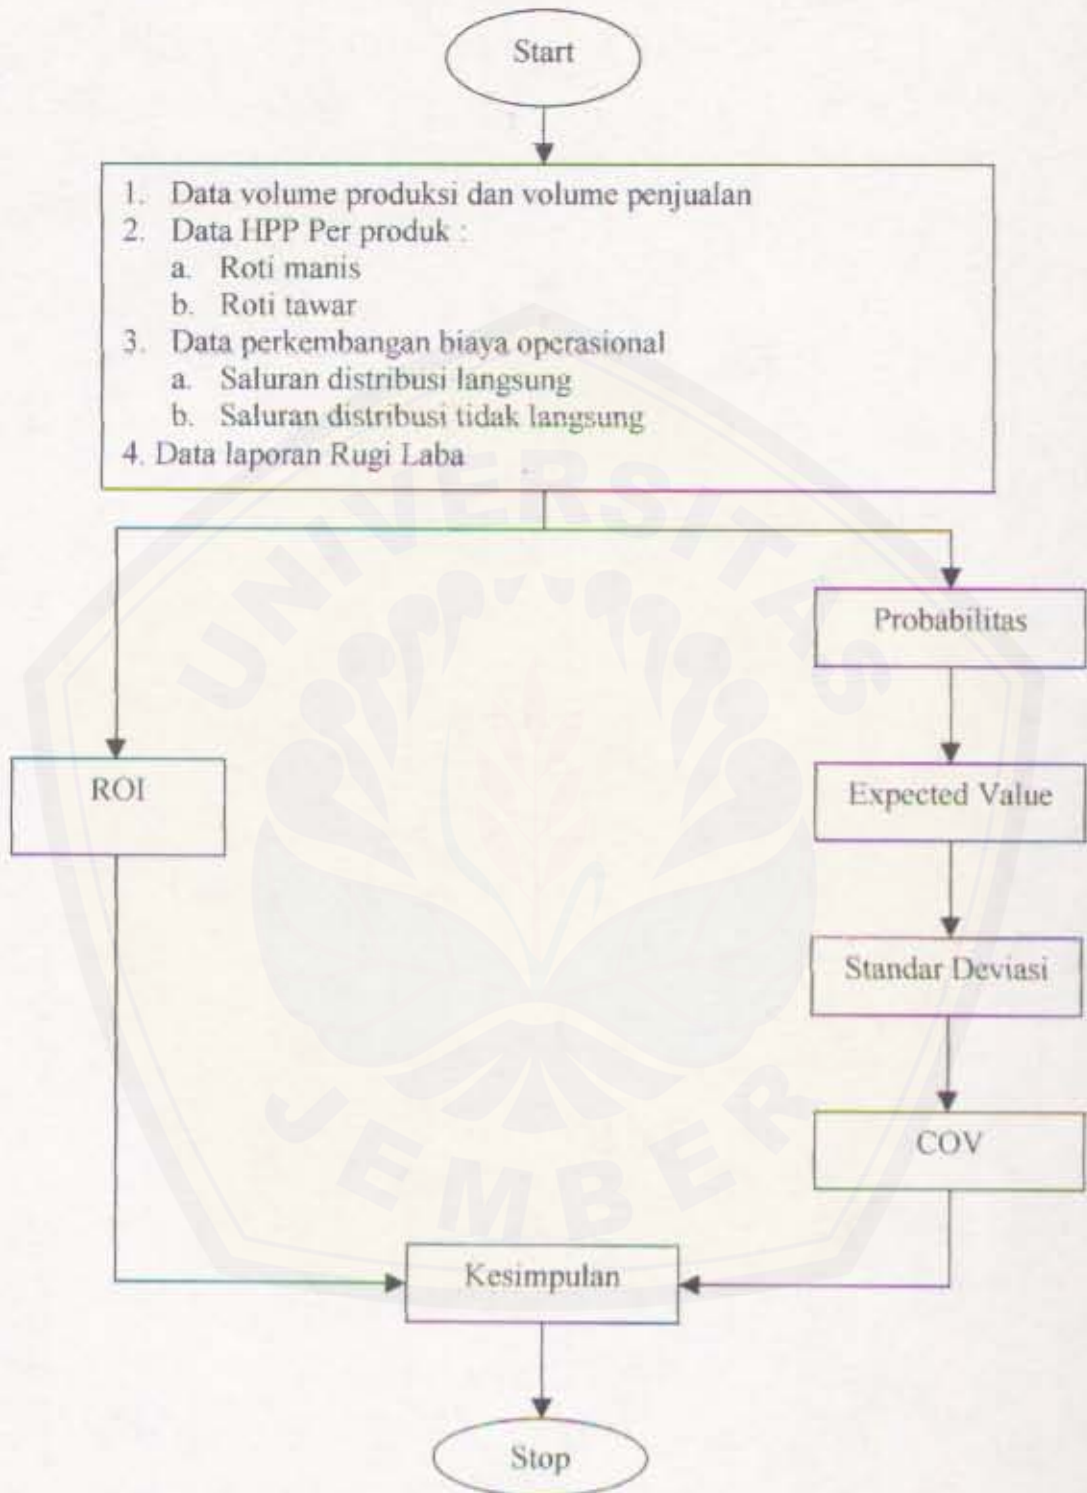 Start
1. Data volume produksi dan volume penjualan
2. Data HPP Per produk :
a. Roti manis
b. Roti tawar
3. Data perkembangan biaya operasional
a. Saluran distribusi langsung
b. Saluran distribusi tidak langsung
4. Data laporan Rugi Laba
UNIVERSITAS
Probabilitas
ROI
Expected Value
Standar Deviasi
COV
JEMBER
Kesimpulan
Stop